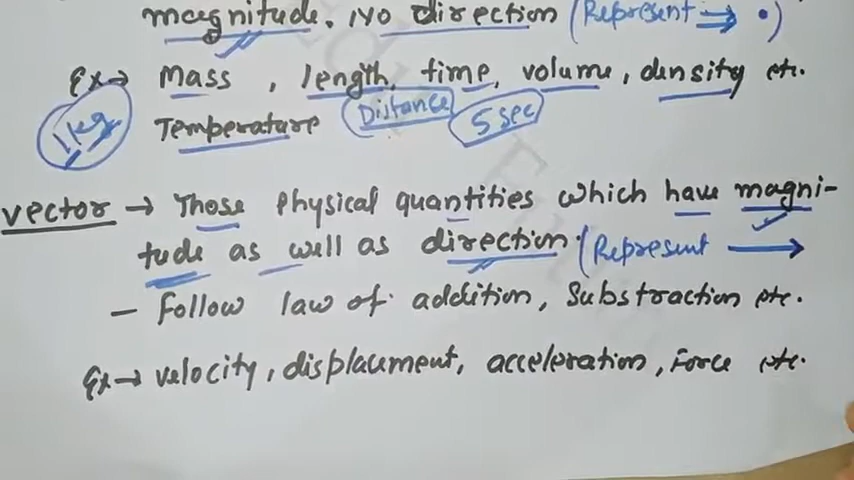 magnitude. No direction (Represent → •)
Ex → Mass, length, time, volume, density etc.
1kg Temperature Distance 5 sec
vector → Those physical quantities which have magni-
tude as well as direction. (Represent →
- Follow law of addition, Substraction etc.
Ex → velocity, displacement, acceleration, Force etc.